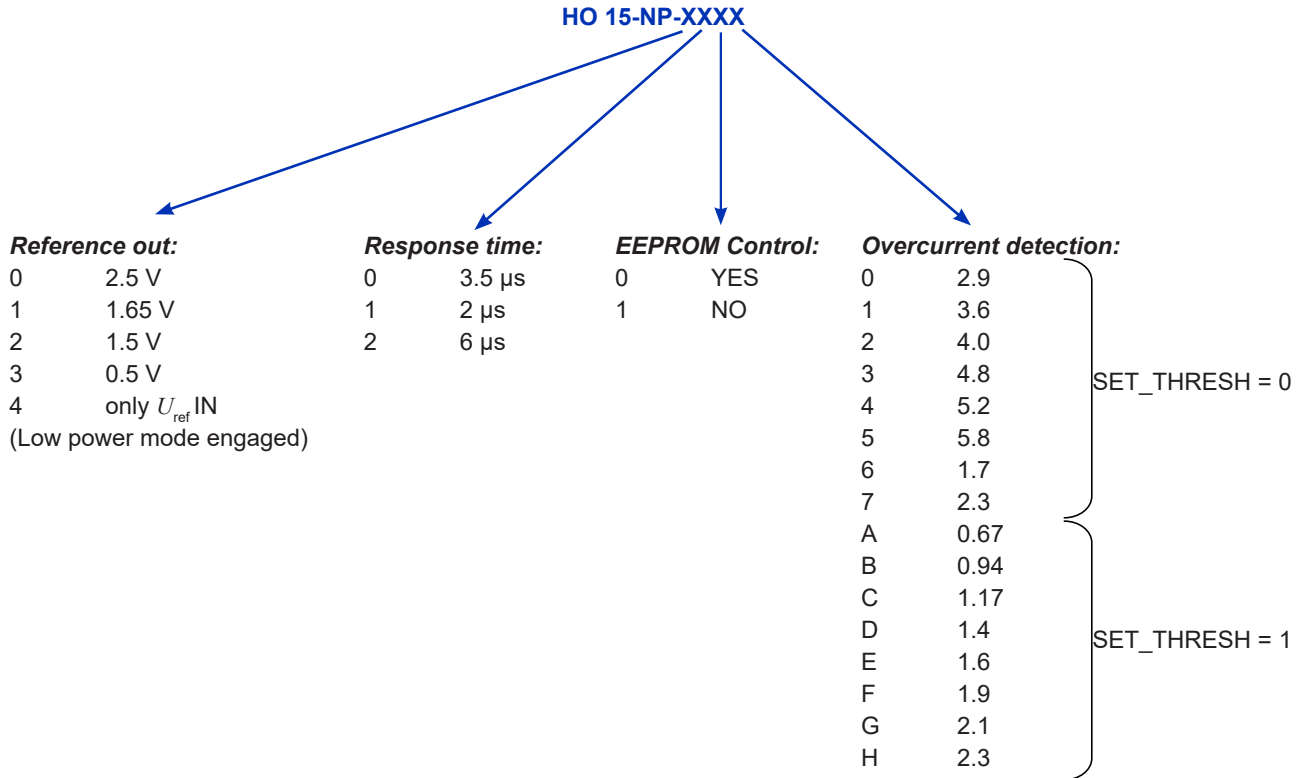 HO 15-NP-XXXX
Reference out:
0 2.5 V
1 1.65 V
2 1.5 V
3 0.5 V
4 only Uref IN
(Low power mode engaged)
Response time:
0 3.5 µs
1 2 µs
2 6 µs
EEPROM Control:
0 YES
1 NO
Overcurrent detection:
0 2.9
1 3.6
2 4.0
3 4.8
4 5.2
5 5.8
6 1.7
7 2.3
SET_THRESH = 0
A 0.67
B 0.94
C 1.17
D 1.4
E 1.6
F 1.9
G 2.1
H 2.3
SET_THRESH = 1